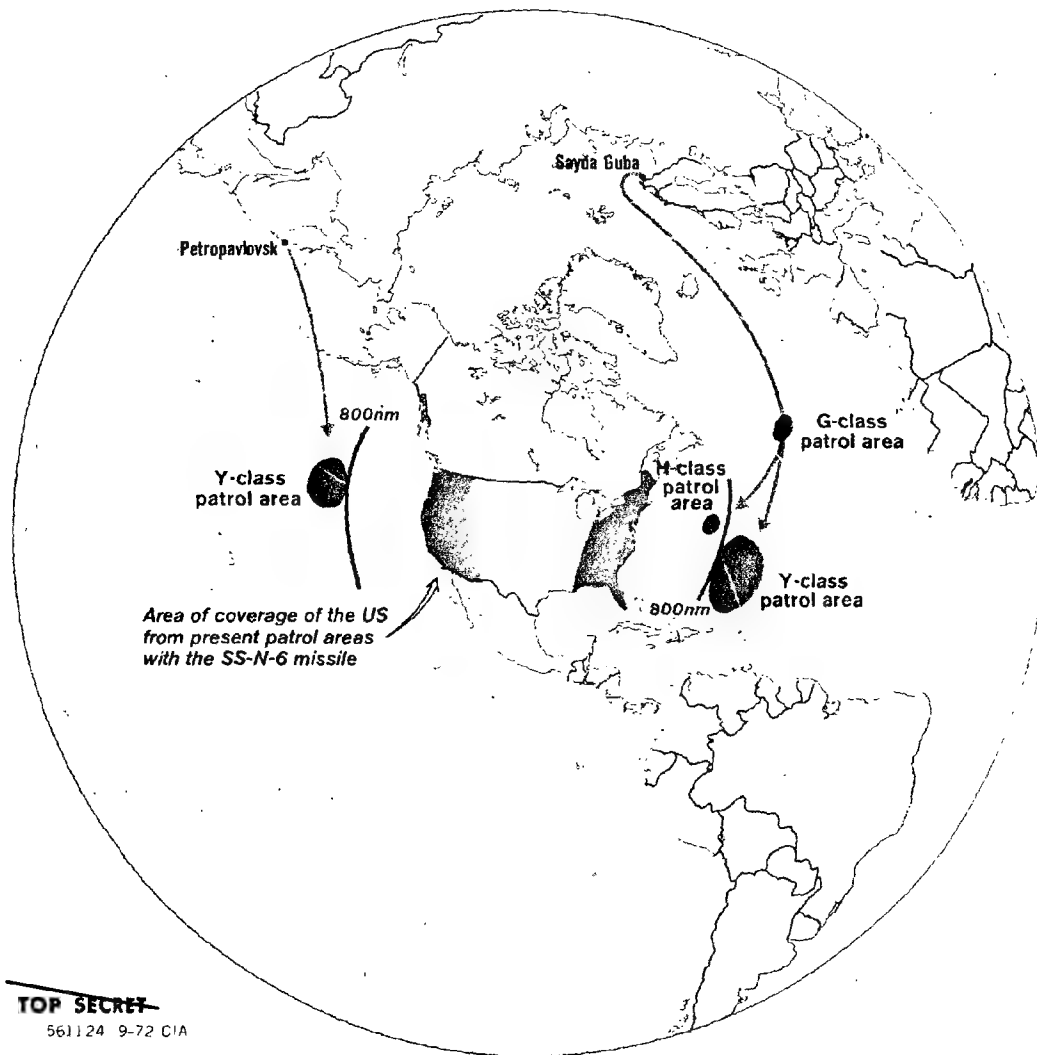 Sayda Guba
Petropavlovsk
800nm
G-class
patrol area
Y-class
patrol area
H-class
patrol
area
Y-class
patrol area
800nm
Area of coverage of the US
from present patrol areas
with the SS-N-6 missile
TOP SECRET
561124 9-72 CIA